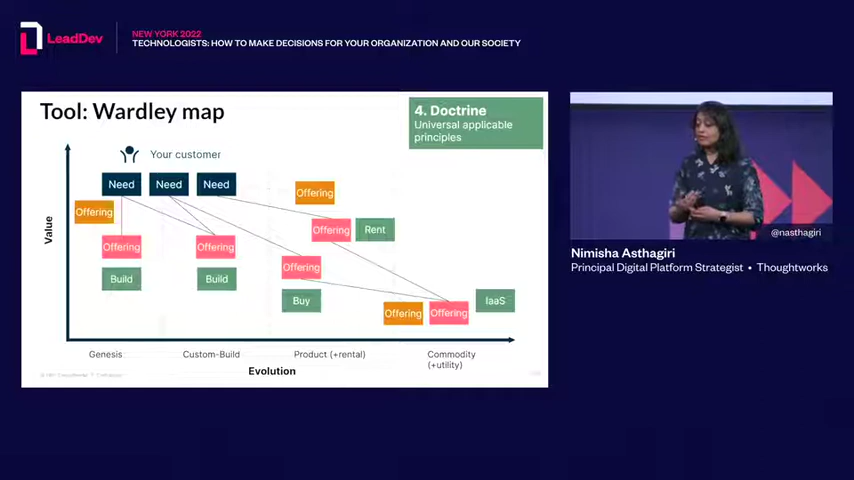 LeadDev
NEW YORK 2022
TECHNOLOGISTS: HOW TO MAKE DECISIONS FOR YOUR ORGANIZATION AND OUR SOCIETY
Tool: Wardley map
4. Doctrine
Universal applicable
principles
Your customer
Need
Need
Need
Offering
Offering
Offering
Rent
Offering
Offering
Offering
Build
Build
Buy
IaaS
Offering
Offering
Value
Genesis
Custom-Build
Product (+rental)
Commodity
(+utility)
Evolution
@nasthagiri
Nimisha Asthagiri
Principal Digital Platform Strategist • Thoughtworks